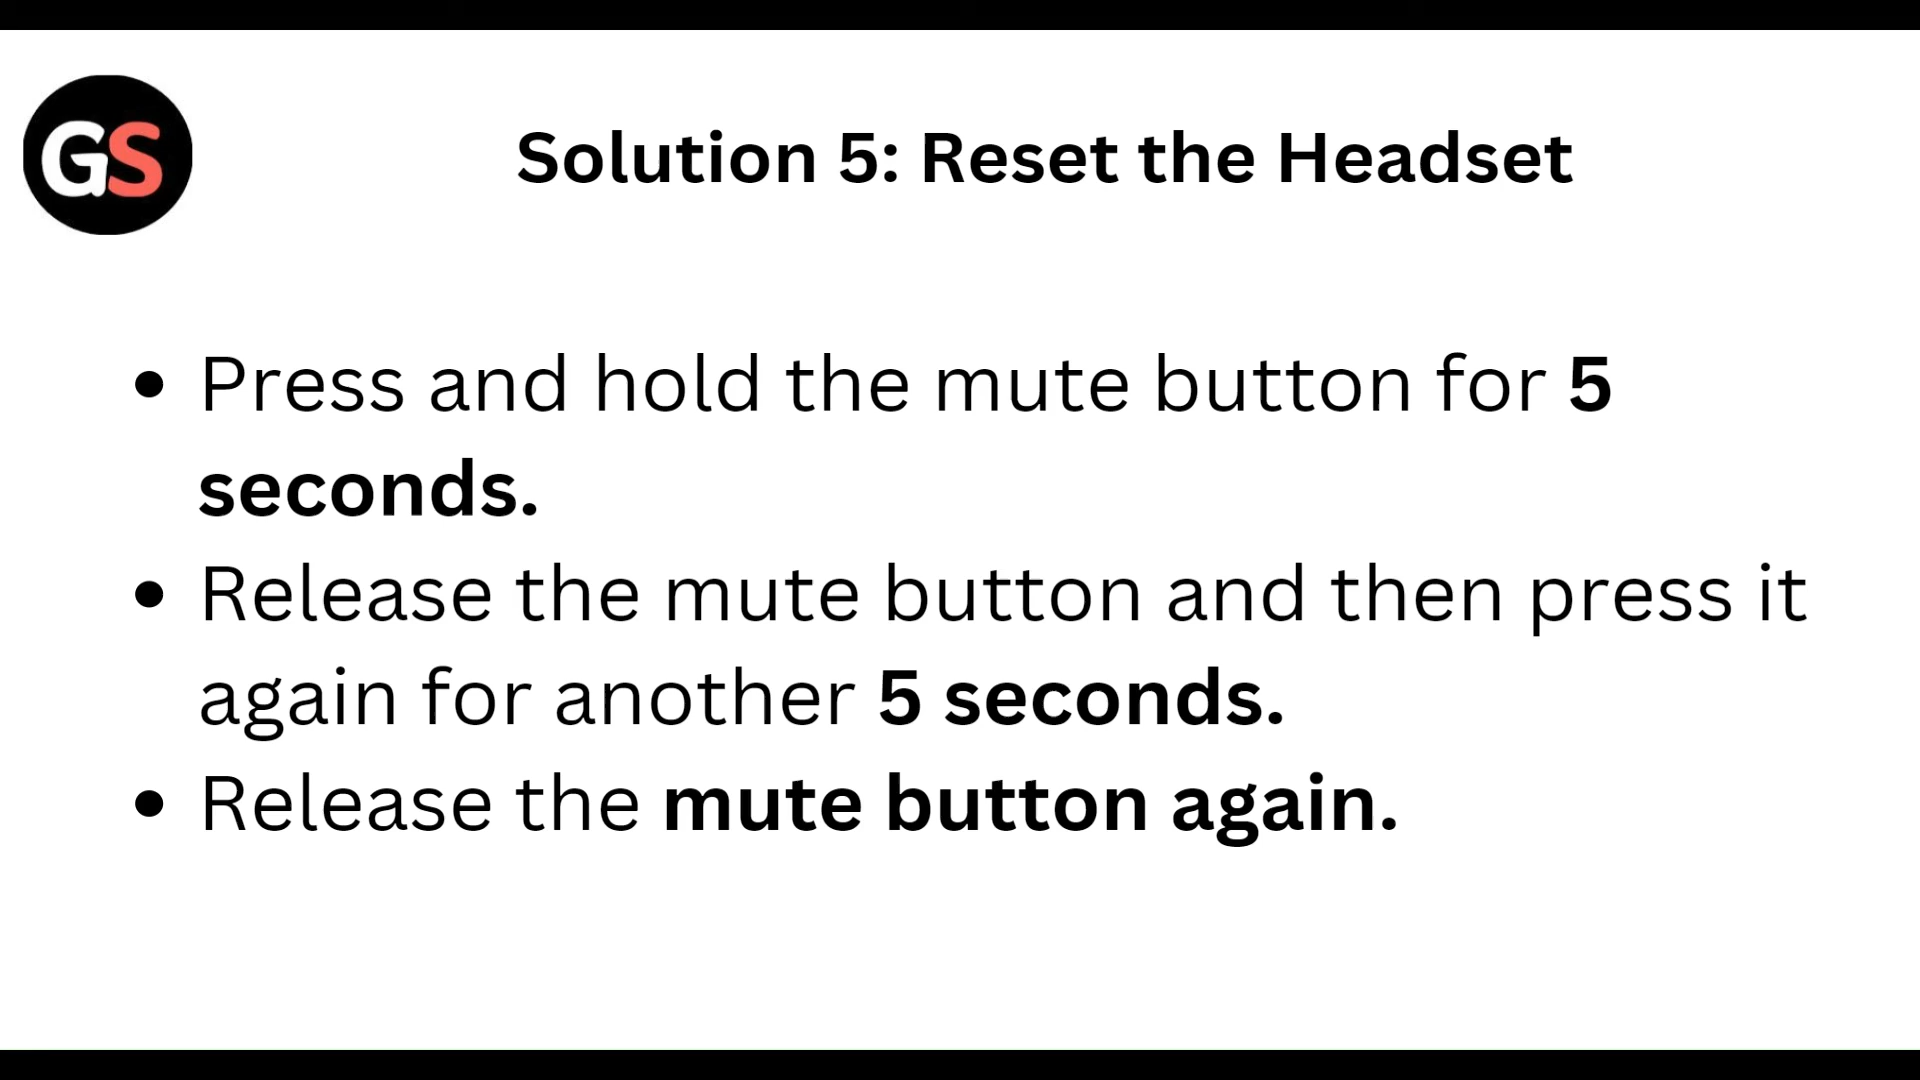 GS
Solution 5: Reset the Headset
• Press and hold the mute button for 5
seconds.
• Release the mute button and then press it
again for another 5 seconds.
• Release the mute button again.